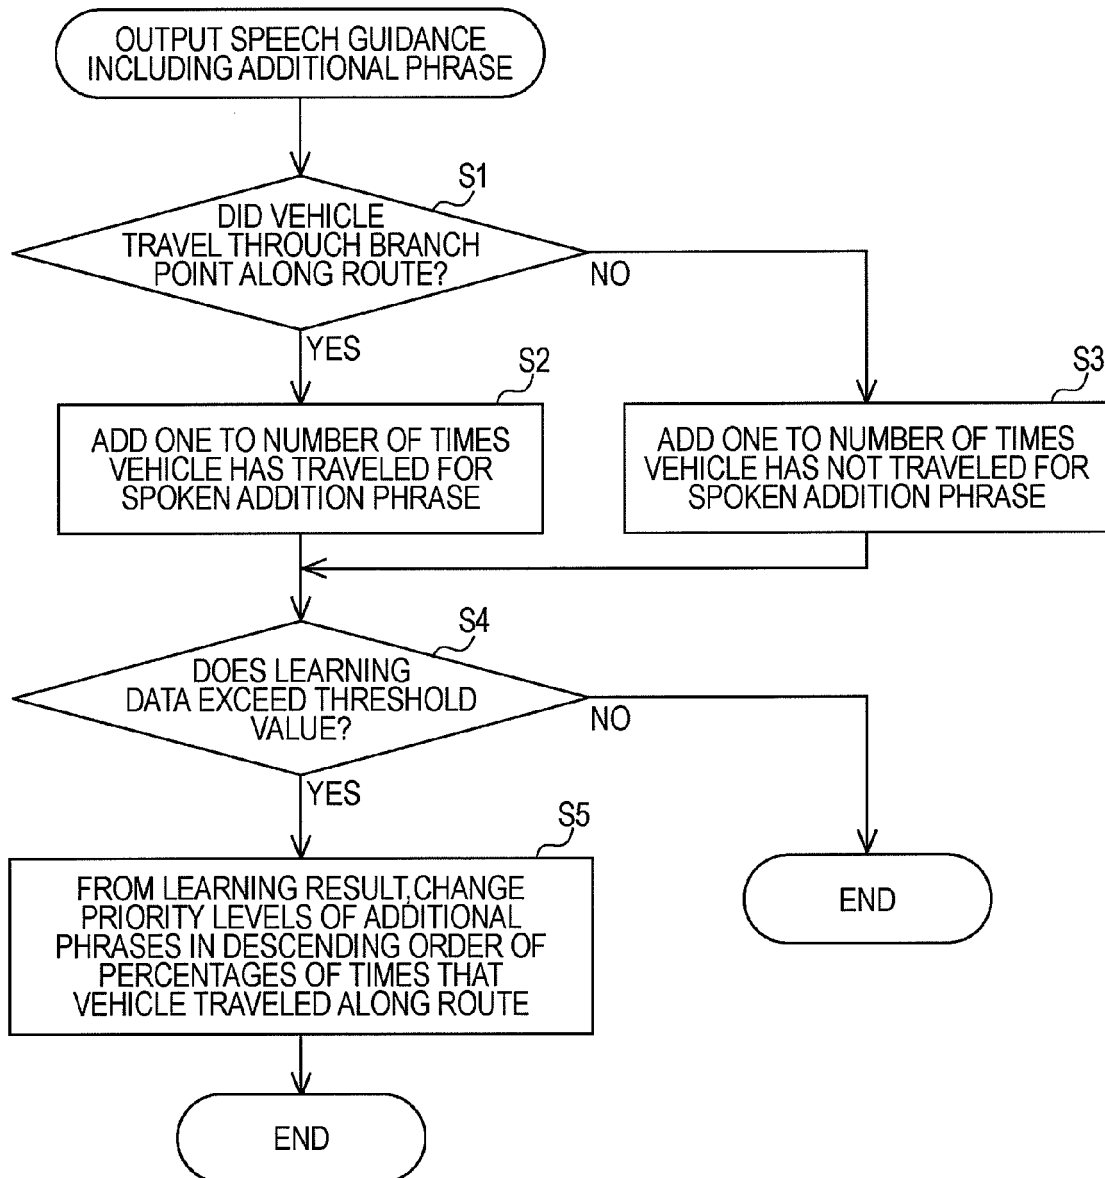 OUTPUT SPEECH GUIDANCE
INCLUDING ADDITIONAL PHRASE
S1
DID VEHICLE
TRAVEL THROUGH BRANCH
POINT ALONG ROUTE?
NO
YES
S2
S3
ADD ONE TO NUMBER OF TIMES
VEHICLE HAS TRAVELED FOR
SPOKEN ADDITION PHRASE
ADD ONE TO NUMBER OF TIMES
VEHICLE HAS NOT TRAVELED FOR
SPOKEN ADDITION PHRASE
S4
DOES LEARNING
DATA EXCEED THRESHOLD
VALUE?
NO
YES
S5
FROM LEARNING RESULT,CHANGE
PRIORITY LEVELS OF ADDITIONAL
PHRASES IN DESCENDING ORDER OF
PERCENTAGES OF TIMES THAT
VEHICLE TRAVELED ALONG ROUTE
END
END